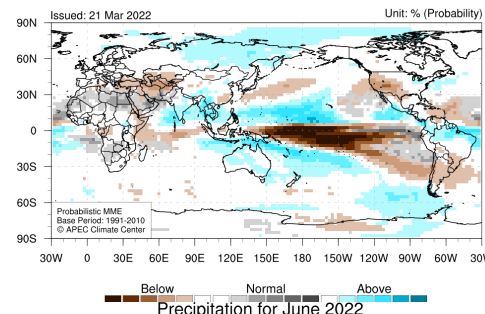 Issued: 21 Mar 2022
Unit: % (Probability)
90N
60N
30N
0
30S
60S
90S
Probabilistic MME
Base Period: 1991-2010
© APEC Climate Center
30W 0 30E 60E 90E 120E 150E 180 150W 120W 90W 60W 30W
Below Normal Above
Precipitation for June 2022